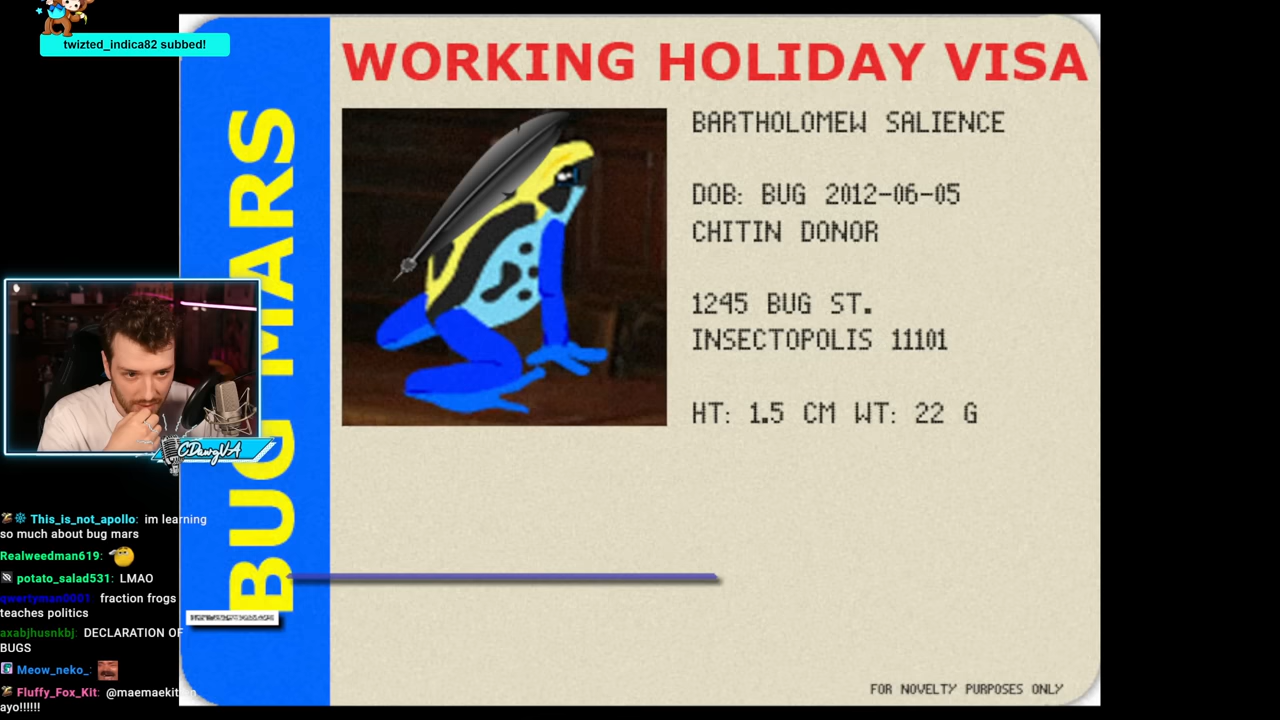 twizted_indica82 subbed!
WORKING HOLIDAY VISA
BUG MARS
BARTHOLOMEW SALIENCE
DOB: BUG 2012-06-05
CHITIN DONOR
1245 BUG ST.
INSECTOPOLIS 11101
HT: 1.5 CM WT: 22 G
CDawgVA
This_is_not_apollo: im learning
so much about bug mars
Realweedman619:
potato_salad531: LMAO
qwertyman0001: fraction frogs
teaches politics
axabjhusnkbj: DECLARATION OF
BUGS
Meow_neko_:
Fluffy_Fox_Kit:
ayo!!!!!!
FOR NOVELTY PURPOSES ONLY